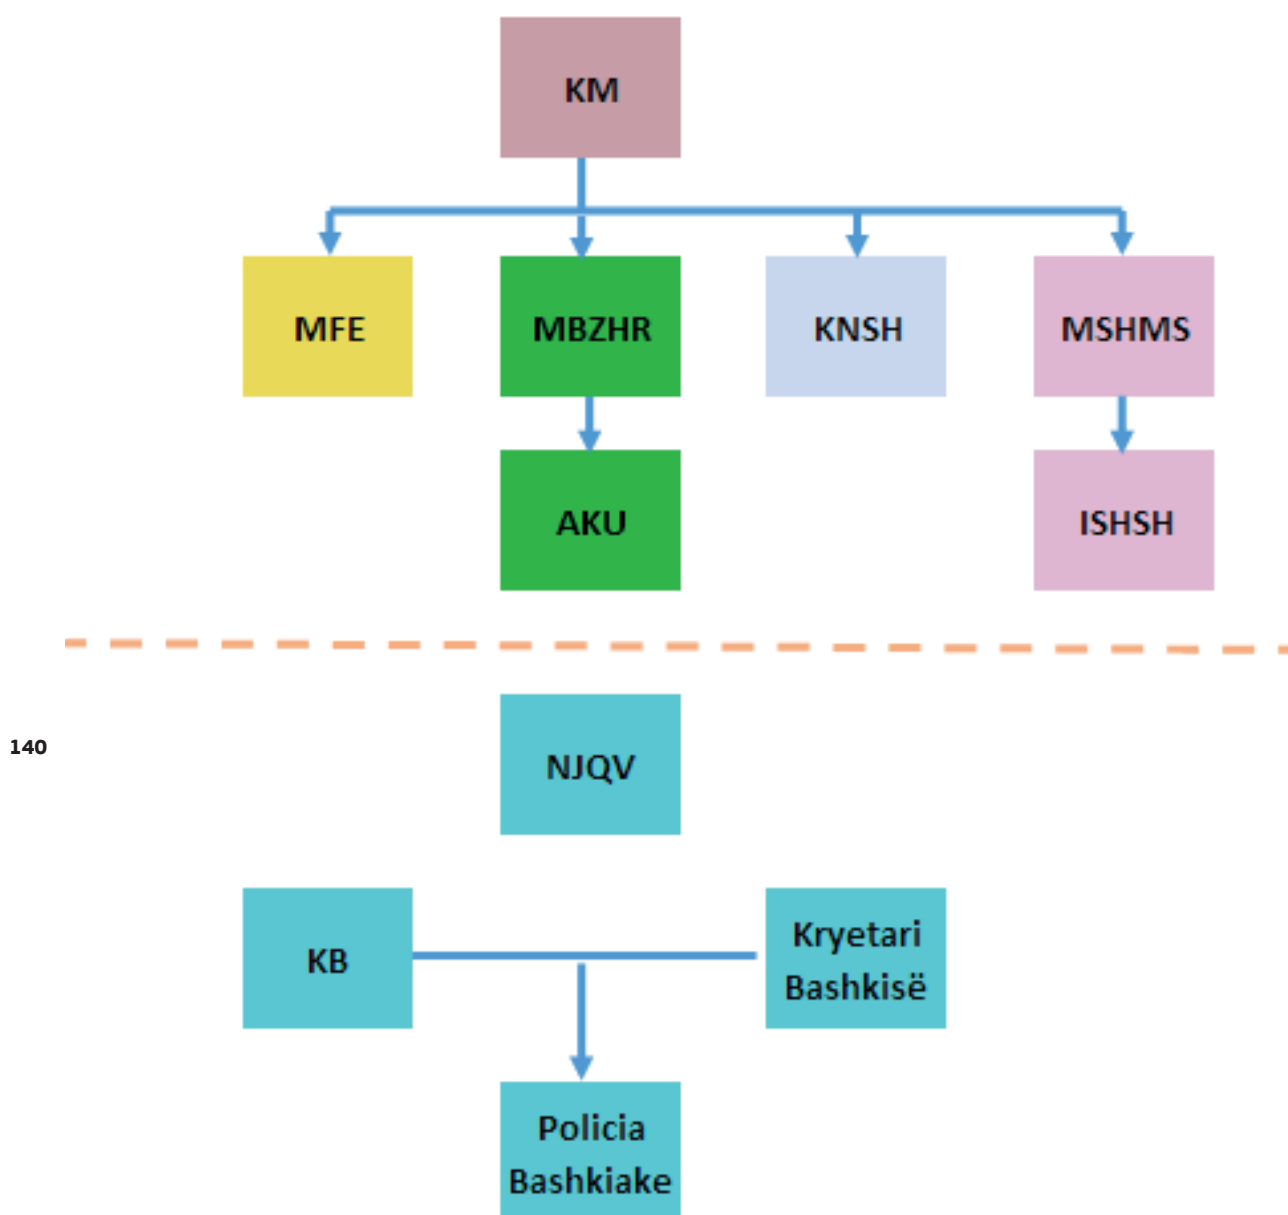 KM
MFE
MBZHR
KNSH
MSHMS
AKU
ISHSH
140
NJQV
KB
Kryetari
Bashkisë
Policia
Bashkiake